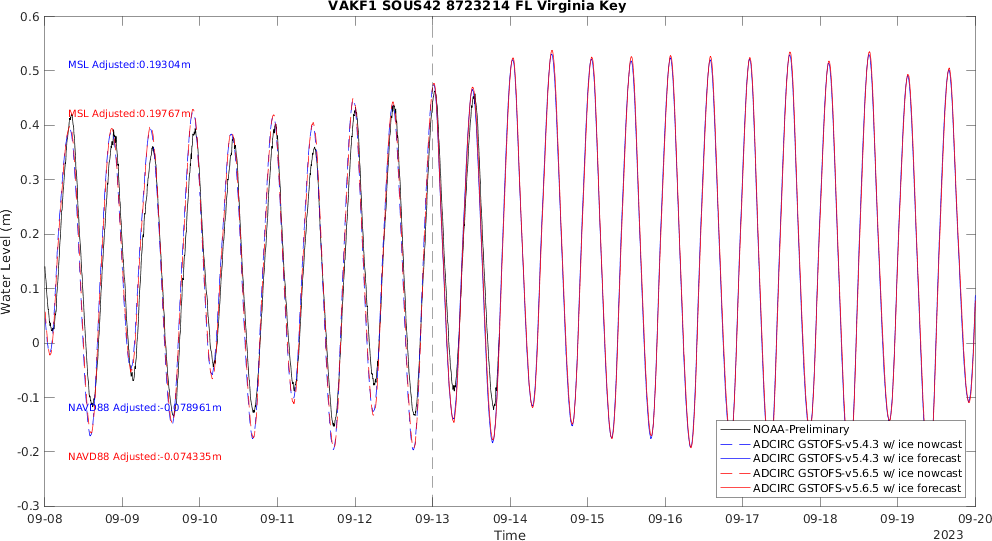 VAKF1 SOUS42 8723214 FL Virginia Key
0.6
0.5
0.4
0.3
0.2
0.1
0
-0.1
-0.2
-0.3
Water Level (m)
MSL Adjusted:0.19304m
MSL Adjusted:0.19767m
NAVD88 Adjusted:-0.078961m
NAVD88 Adjusted:-0.074335m
NOAA-Preliminary
ADCIRC GSTOFS-v5.4.3 w/ ice nowcast
ADCIRC GSTOFS-v5.4.3 w/ ice forecast
ADCIRC GSTOFS-v5.6.5 w/ ice nowcast
ADCIRC GSTOFS-v5.6.5 w/ ice forecast
09-08 09-09 09-10 09-11 09-12 09-13 09-14 09-15 09-16 09-17 09-18 09-19 09-20
Time
2023